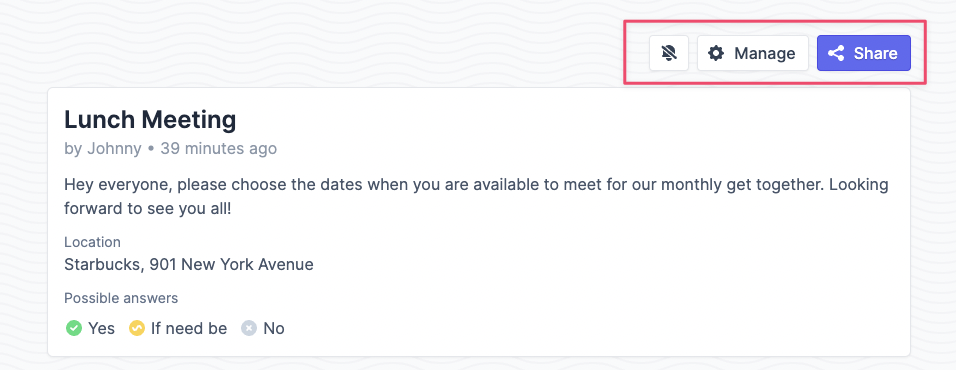 Manage Share
Lunch Meeting
by Johnny • 39 minutes ago
Hey everyone, please choose the dates when you are available to meet for our monthly get together. Looking
forward to see you all!
Location
Starbucks, 901 New York Avenue
Possible answers
Yes If need be No